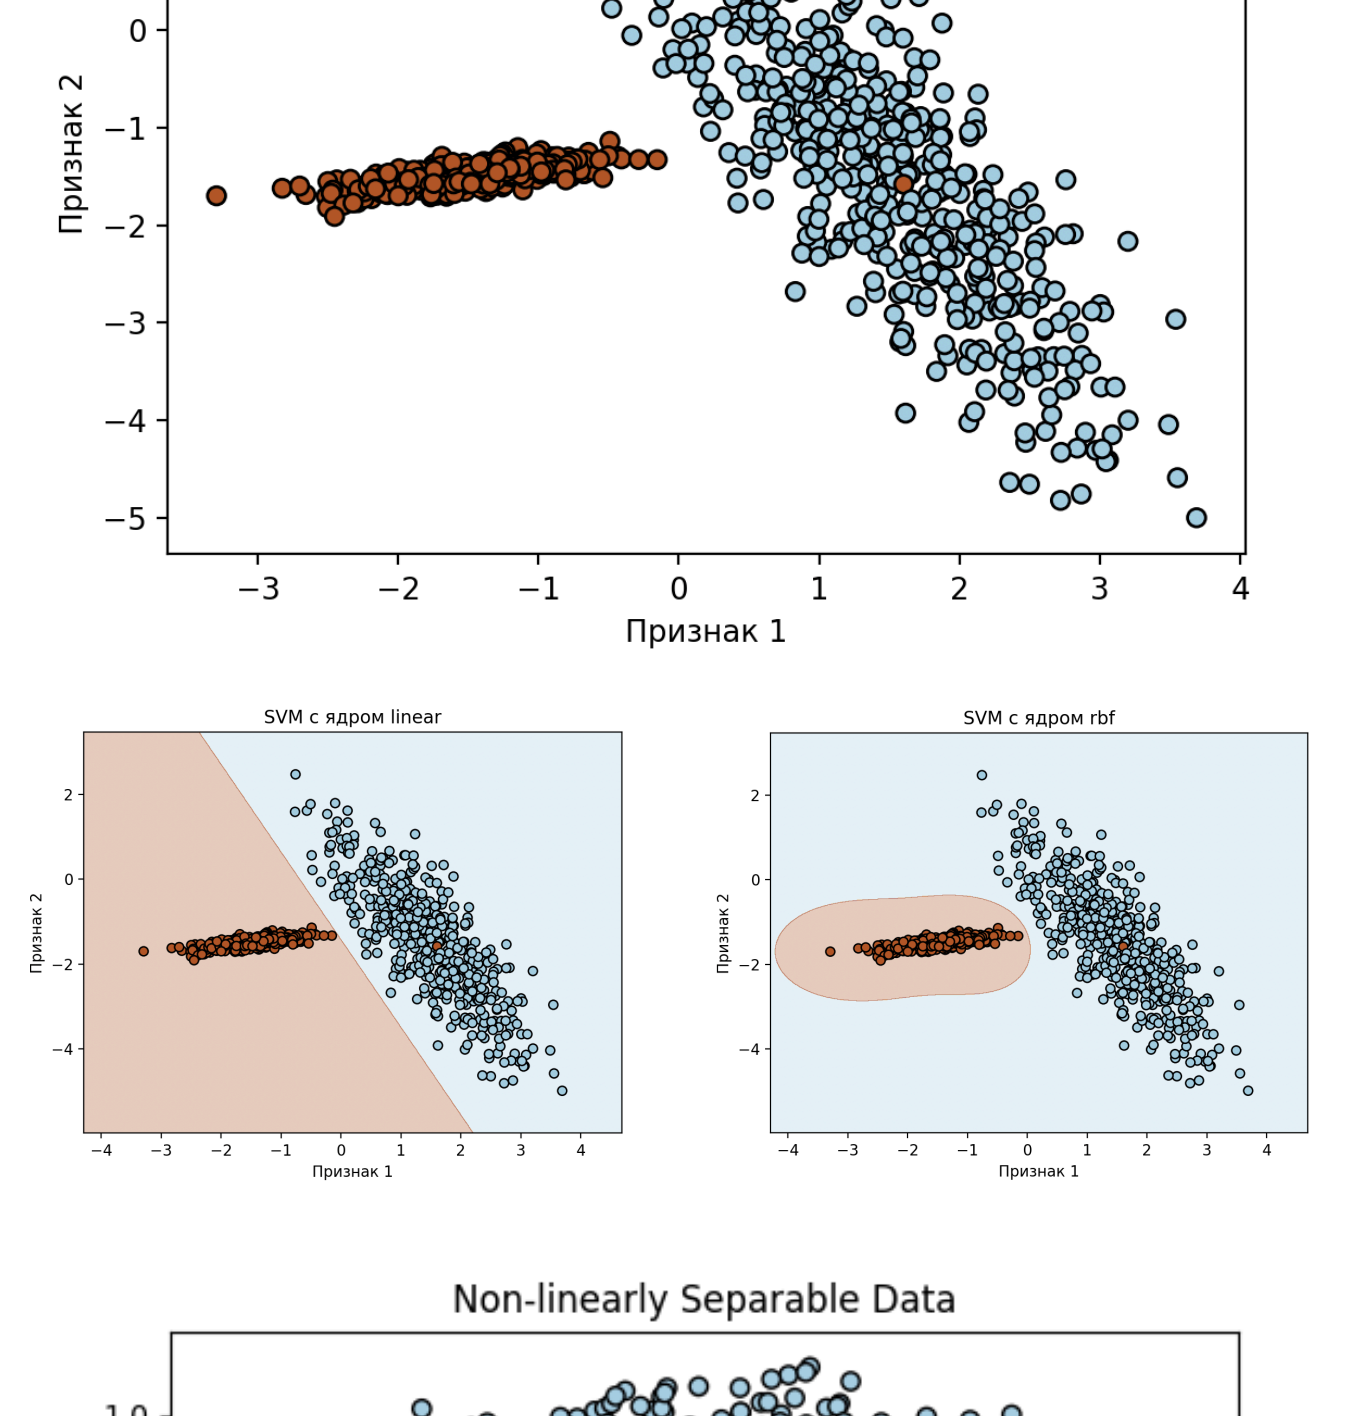 0
−1
−2
−3
−4
−5
Признак 2
−3 −2 −1 0 1 2 3 4
Признак 1
SVM с ядром linear
2
0
−2
−4
Признак 2
−4 −3 −2 −1 0 1 2 3 4
Признак 1
SVM с ядром rbf
2
0
−2
−4
Признак 2
−4 −3 −2 −1 0 1 2 3 4
Признак 1
Non-linearly Separable Data